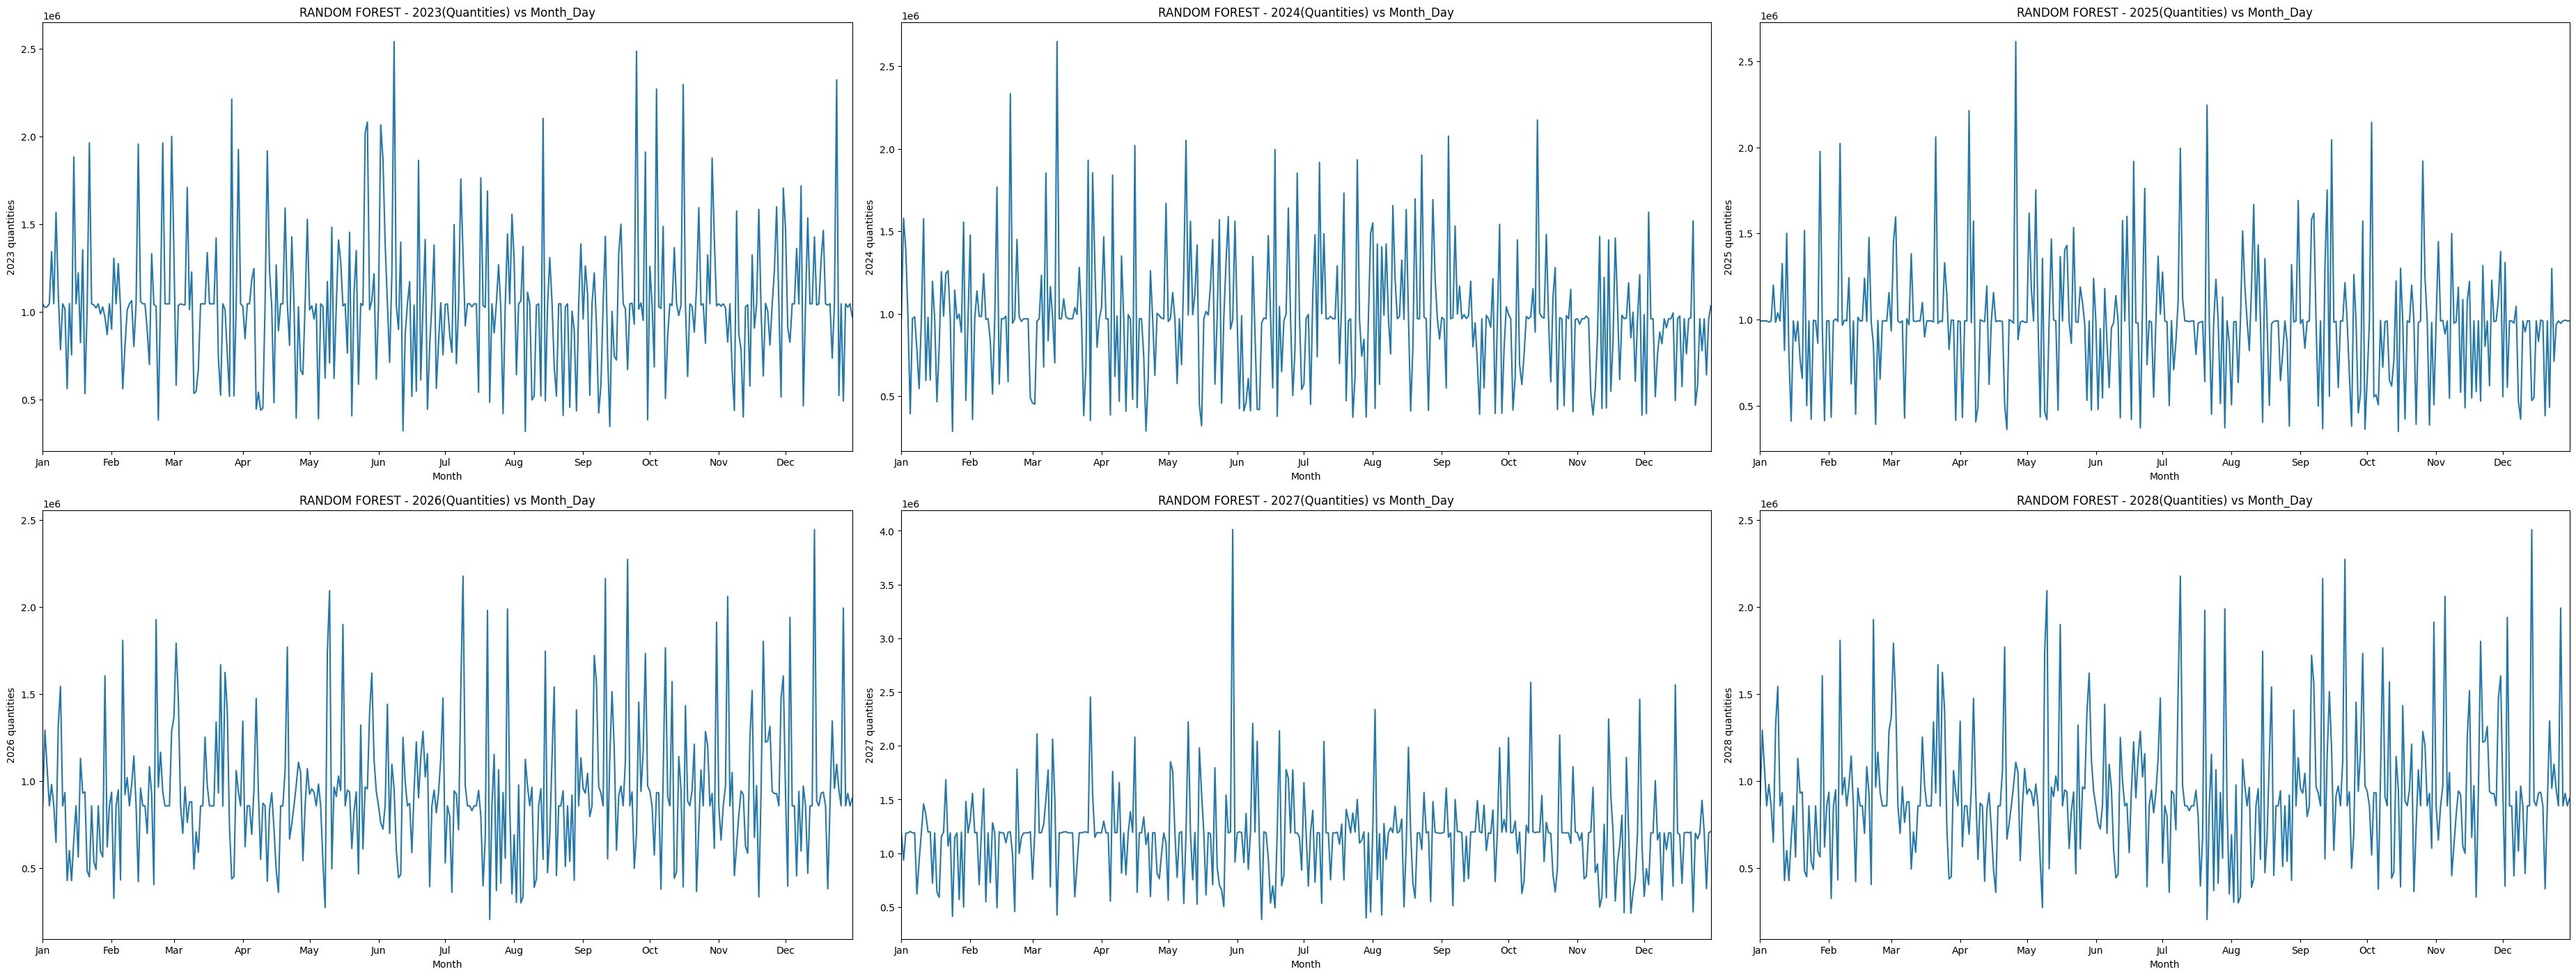 RANDOM FOREST - 2023(Quantities) vs Month_Day
1e6
2.5
2.0
1.5
1.0
0.5
2023 quantities
Jan Feb Mar Apr May Jun Jul Aug Sep Oct Nov Dec
Month
RANDOM FOREST - 2024(Quantities) vs Month_Day
1e6
2.5
2.0
1.5
1.0
0.5
2024 quantities
Jan Feb Mar Apr May Jun Jul Aug Sep Oct Nov Dec
Month
RANDOM FOREST - 2025(Quantities) vs Month_Day
1e6
2.5
2.0
1.5
1.0
0.5
2025 quantities
Jan Feb Mar Apr May Jun Jul Aug Sep Oct Nov Dec
Month
RANDOM FOREST - 2026(Quantities) vs Month_Day
1e6
2.5
2.0
1.5
1.0
0.5
2026 quantities
Jan Feb Mar Apr May Jun Jul Aug Sep Oct Nov Dec
Month
RANDOM FOREST - 2027(Quantities) vs Month_Day
1e6
4.0
3.5
3.0
2.5
2.0
1.5
1.0
0.5
2027 quantities
Jan Feb Mar Apr May Jun Jul Aug Sep Oct Nov Dec
Month
RANDOM FOREST - 2028(Quantities) vs Month_Day
1e6
2.5
2.0
1.5
1.0
0.5
2028 quantities
Jan Feb Mar Apr May Jun Jul Aug Sep Oct Nov Dec
Month